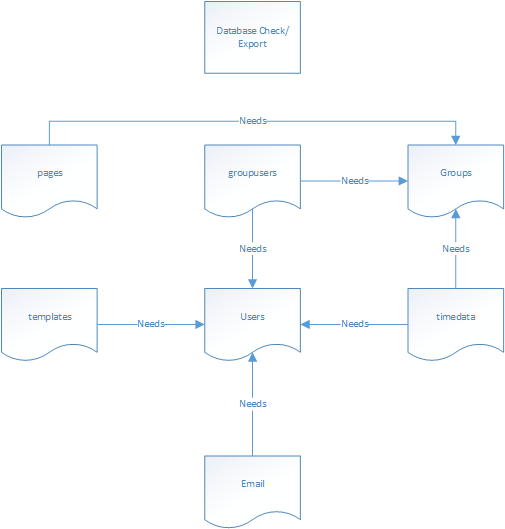 Database Check/
Export
Needs
pages
groupusers
Needs
Groups
Needs
Needs
templates
Needs
Users
Needs
timedata
Needs
Email